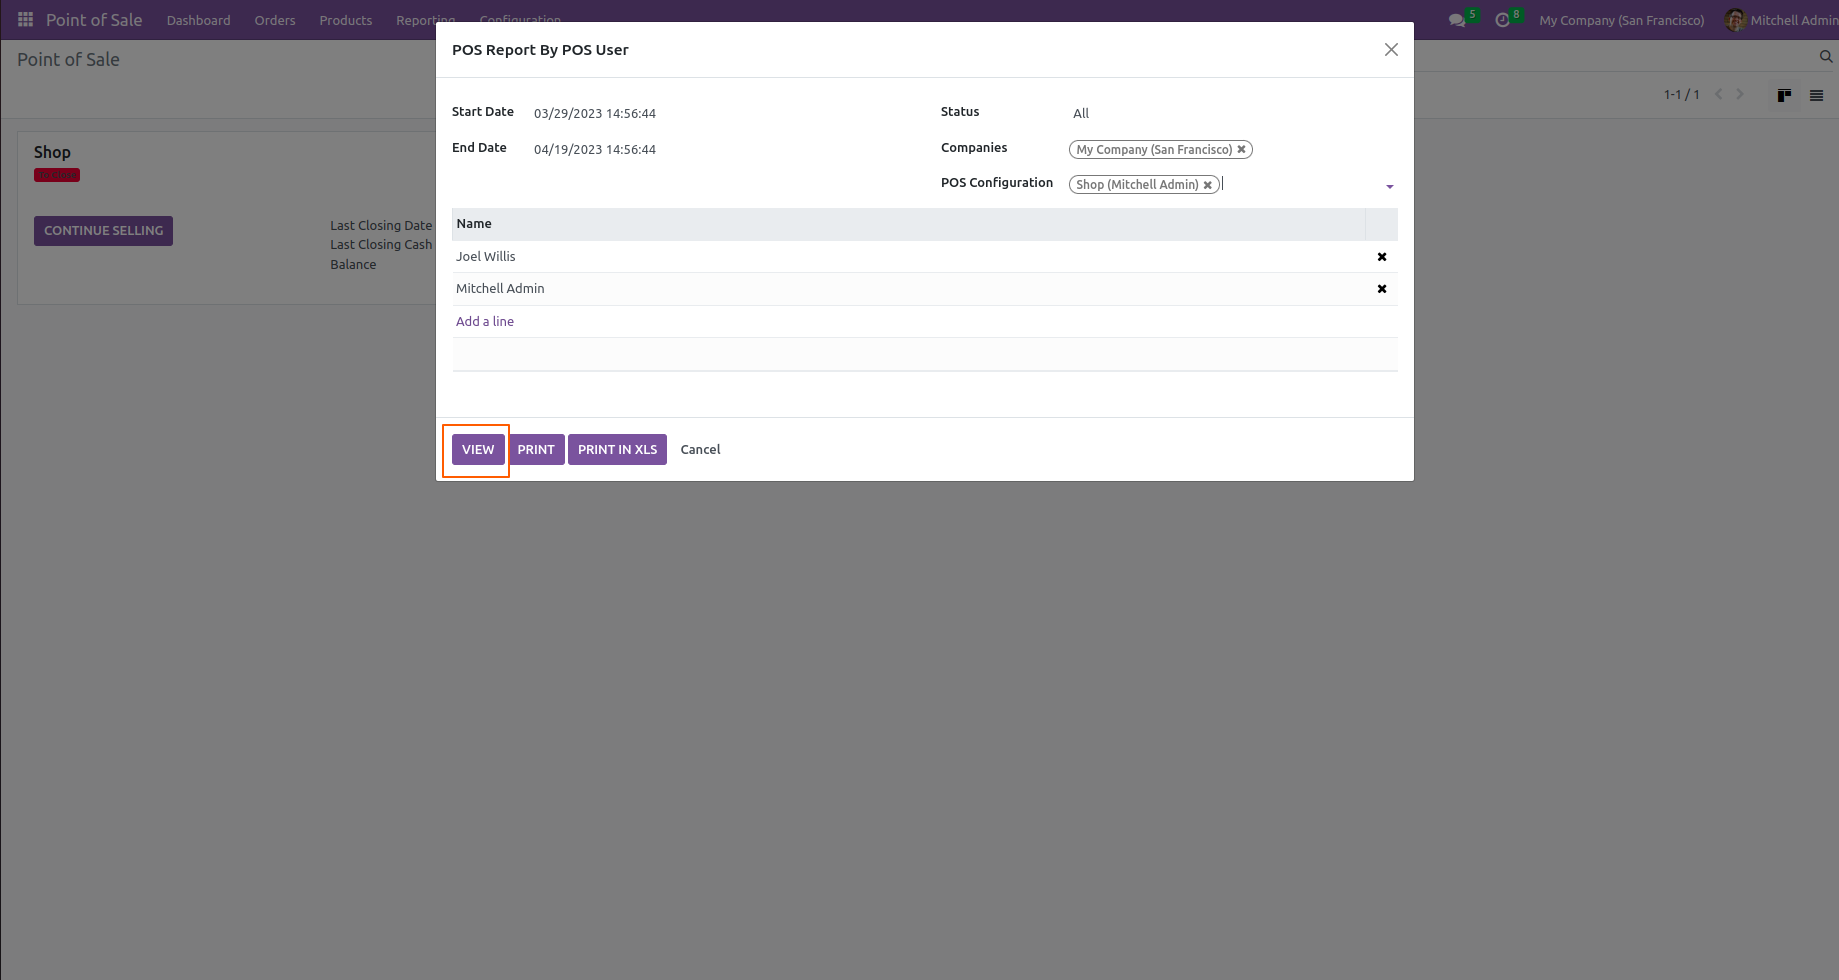 Point of Sale Dashboard Orders Products Reporting Configuration 5 8 My Company (San Francisco) Mitchell Admin
Point of Sale
1-1 / 1
Shop
CONTINUE SELLING
Last Closing Date
Last Closing Cash
Balance
POS Report By POS User
Start Date 03/29/2023 14:56:44 Status All
End Date 04/19/2023 14:56:44 Companies My Company (San Francisco)
POS Configuration Shop (Mitchell Admin)
Name
Joel Willis
Mitchell Admin
Add a line
VIEW PRINT PRINT IN XLS Cancel